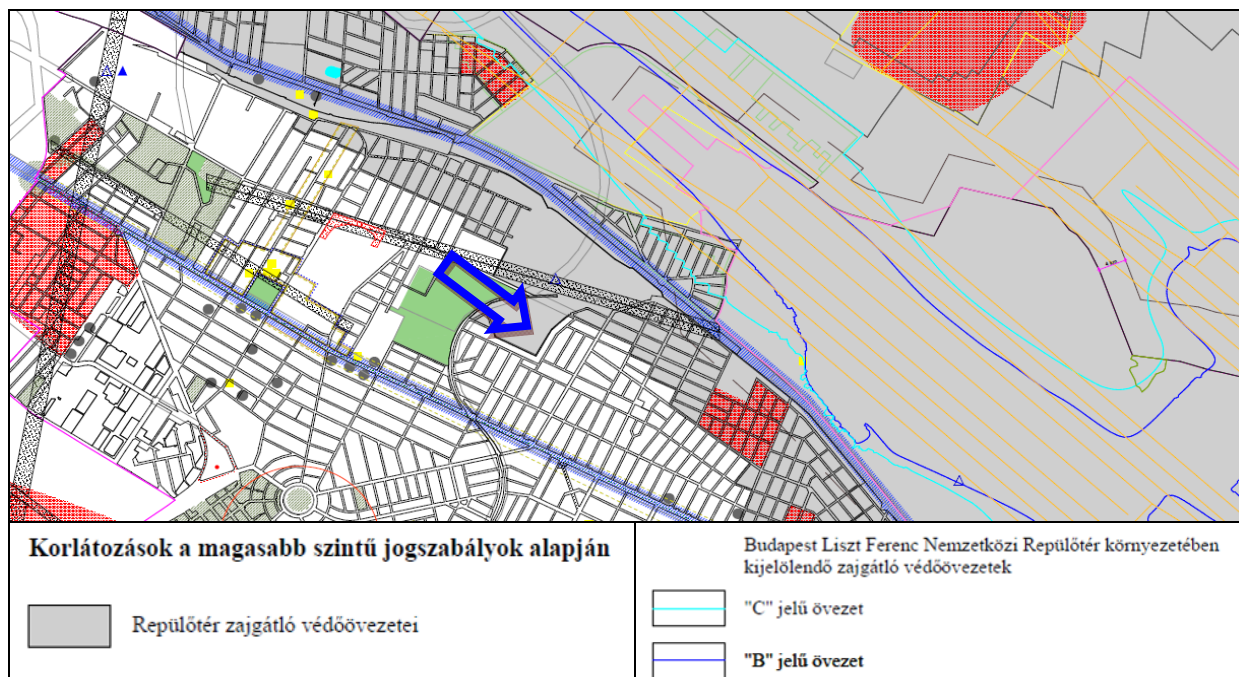 Korlátozások a magasabb szintű jogszabályok alapján
Repülőtér zajgátló védőövezetei
Budapest Liszt Ferenc Nemzetközi Repülőtér környezetében
kijelölendő zajgátló védőövezetek
"C" jelű övezet
"B" jelű övezet